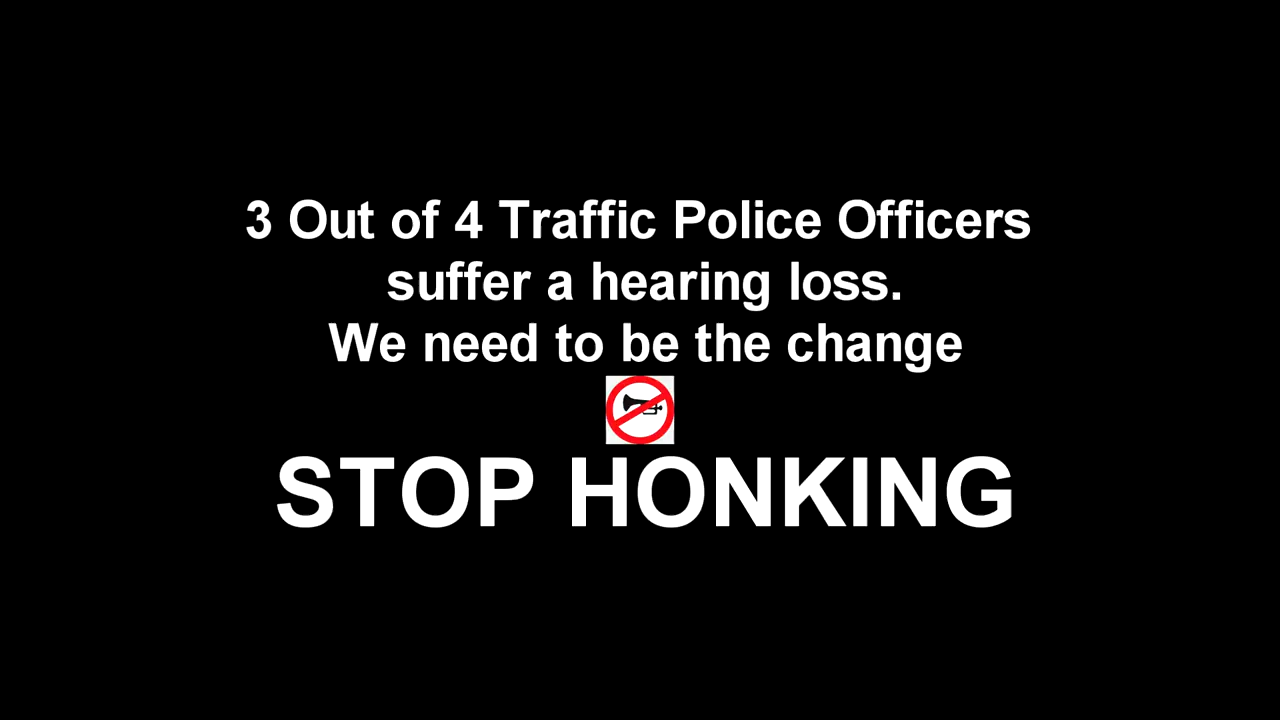 3 Out of 4 Traffic Police Officers
suffer a hearing loss.
We need to be the change
STOP HONKING